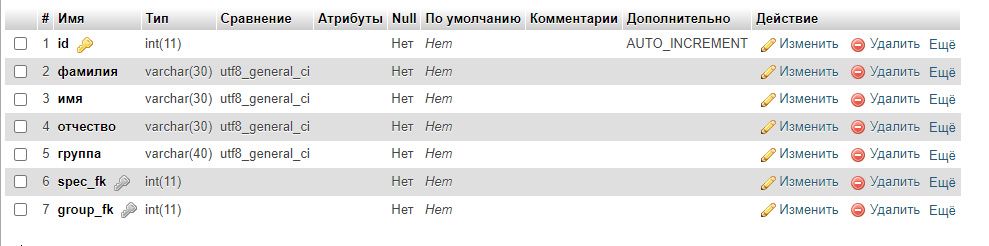 # Имя Тип Сравнение Атрибуты Null По умолчанию Комментарии Дополнительно Действие
1 id int(11) Нет Нет AUTO_INCREMENT Изменить Удалить Ещё
2 фамилия varchar(30) utf8_general_ci Нет Нет Изменить Удалить Ещё
3 имя varchar(30) utf8_general_ci Нет Нет Изменить Удалить Ещё
4 отчество varchar(30) utf8_general_ci Нет Нет Изменить Удалить Ещё
5 группа varchar(40) utf8_general_ci Нет Нет Изменить Удалить Ещё
6 spec_fk int(11) Нет Нет Изменить Удалить Ещё
7 group_fk int(11) Нет Нет Изменить Удалить Ещё